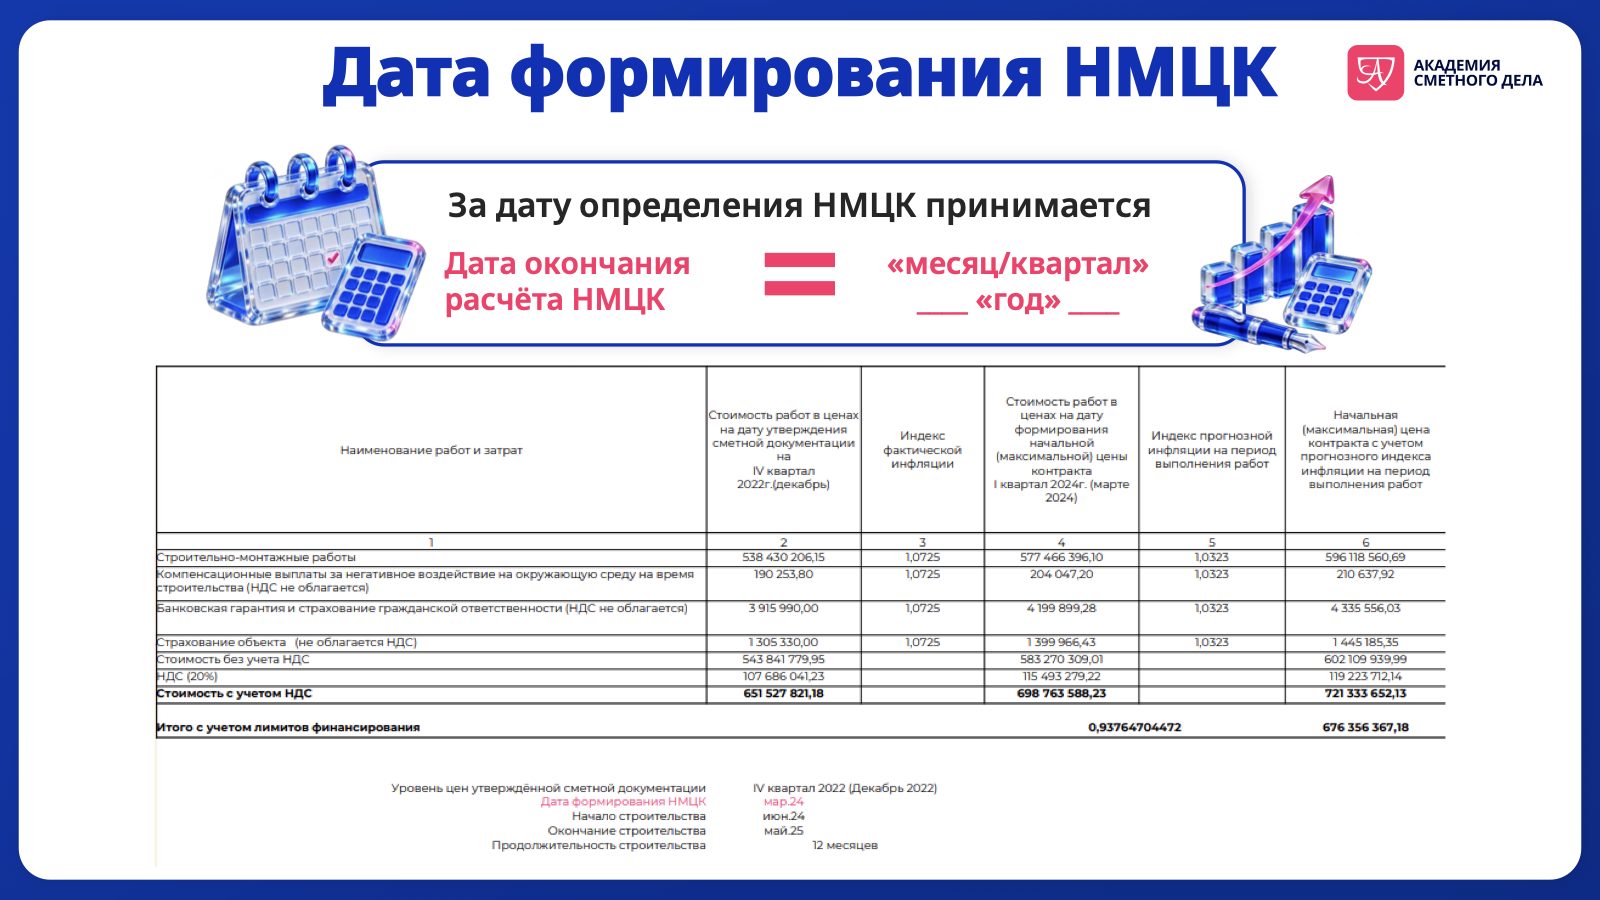 Дата формирования НМЦК
АКАДЕМИЯ
СМЕТНОГО ДЕЛА
За дату определения НМЦК принимается
Дата окончания
расчёта НМЦК
=
«месяц/квартал»
___ «год» ___
Наименование работ и затрат
Стоимость работ в ценах
на дату утверждения
сметной документации
на
IV квартал
2022г.(декабрь)
Индекс
фактической
инфляции
Стоимость работ в
ценах на дату
формирования
начальной
(максимальной) цены
контракта
I квартал 2024г. (марте
2024)
Индекс прогнозной
инфляции на период
выполнения работ
Начальная
(максимальная) цена
контракта с учетом
прогнозного индекса
инфляции на период
выполнения работ
1 2 3 4 5 6
Строительно-монтажные работы 538 430 206,15 1,0725 577 466 396,10 1,0323 596 118 560,69
Компенсационные выплаты за негативное воздействие на окружающую среду на время 190 253,80 1,0725 204 047,20 1,0323 210 637,92
строительства (НДС не облагается)
Банковская гарантия и страхование гражданской ответственности (НДС не облагается) 3 915 990,00 1,0725 4 199 899,28 1,0323 4 335 556,03
Страхование объекта (не облагается НДС) 1 305 330,00 1,0725 1 399 966,43 1,0323 1 445 185,35
Стоимость без учета НДС 543 841 779,95 583 270 309,01 602 109 939,99
НДС (20%) 107 686 041,23 115 493 279,22 119 223 712,14
Стоимость с учетом НДС 651 527 821,18 698 763 588,23 721 333 652,13
Итого с учетом лимитов финансирования 0,93764704472 676 356 367,18
Уровень цен утверждённой сметной документации IV квартал 2022 (Декабрь 2022)
Дата формирования НМЦК мар.24
Начало строительства июн.24
Окончание строительства май.25
Продолжительность строительства 12 месяцев